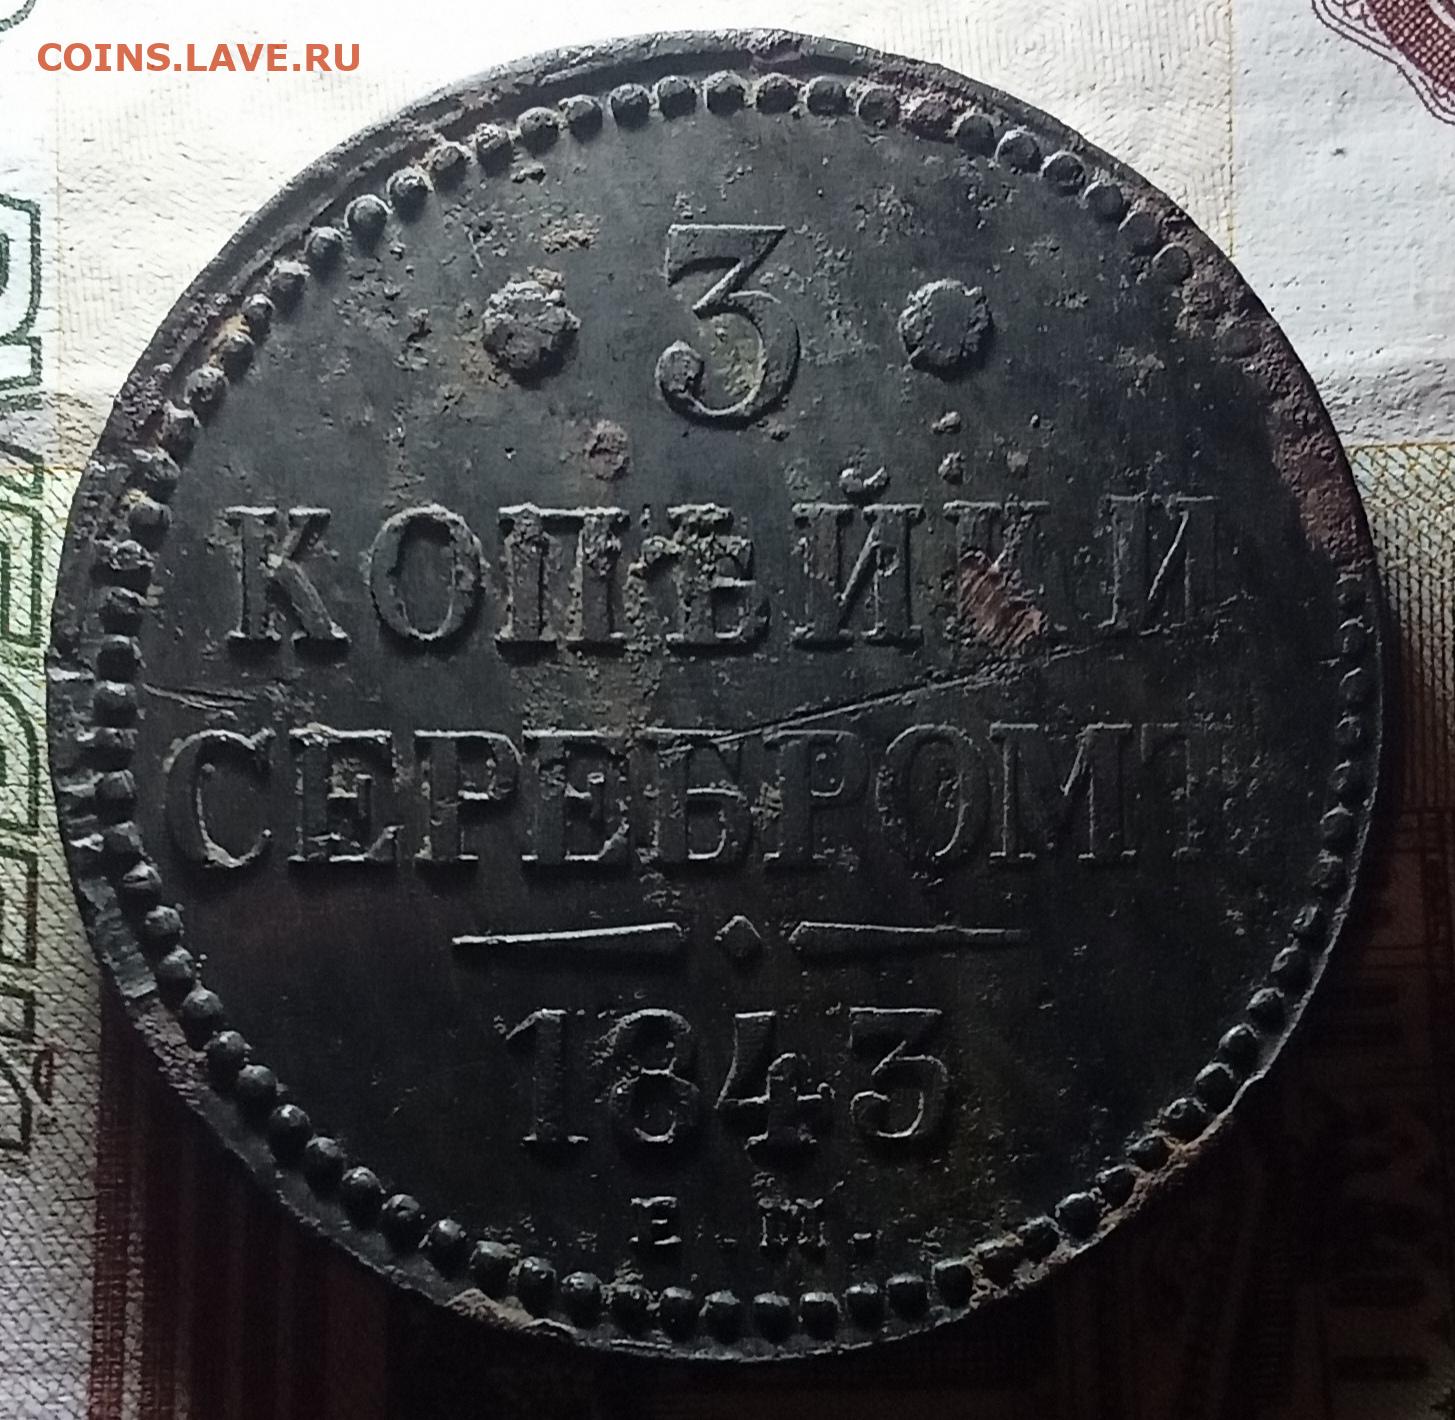 COINS.LAVE.RU
• 3 •
КОПѢЙКИ
СЕРЕБРОМЪ
1843
Е.М.